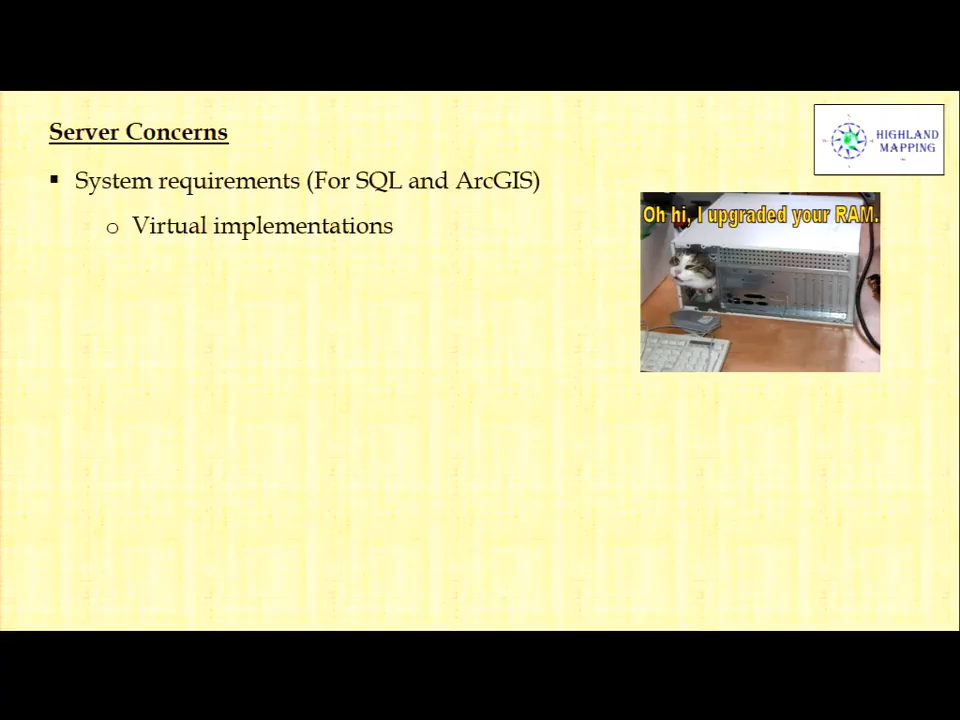 Server Concerns
HIGHLAND
MAPPING
▪ System requirements (For SQL and ArcGIS)
o Virtual implementations
Oh hi, I upgraded your RAM.